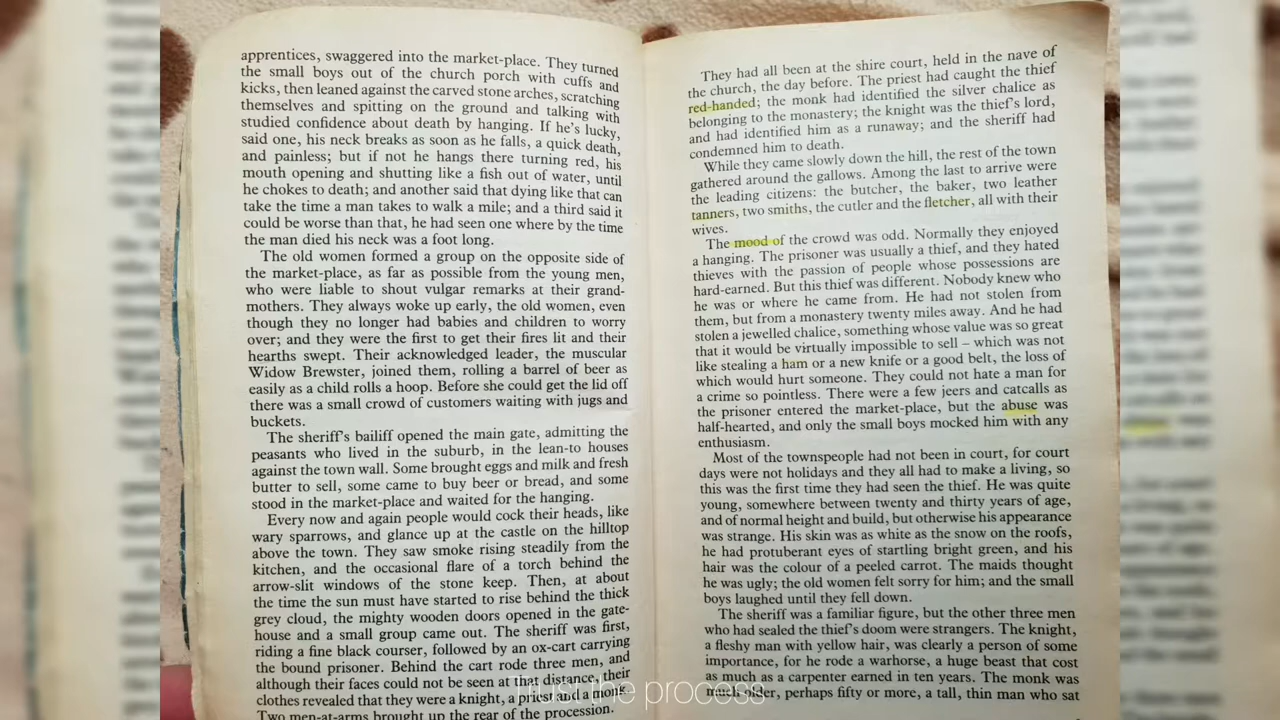 apprentices, swaggered into the market-place. They turned
the small boys out of the church porch with cuffs and
kicks, then leaned against the carved stone arches, scratching
themselves and spitting on the ground and talking with
studied confidence about death by hanging. If he's lucky,
said one, his neck breaks as soon as he falls, a quick death,
and painless; but if not he hangs there turning red, his
mouth opening and shutting like a fish out of water, until
he chokes to death; and another said that dying like that can
take the time a man takes to walk a mile; and a third said it
could be worse than that, he had seen one where by the time
the man died his neck was a foot long.
The old women formed a group on the opposite side of
the market-place, as far as possible from the young men,
who were liable to shout vulgar remarks at their grand-
mothers. They always woke up early, the old women, even
though they no longer had babies and children to worry
over; and they were the first to get their fires lit and their
hearths swept. Their acknowledged leader, the muscular
Widow Brewster, joined them, rolling a barrel of beer as
easily as a child rolls a hoop. Before she could get the lid off
there was a small crowd of customers waiting with jugs and
buckets.
The sheriff's bailiff opened the main gate, admitting the
peasants who lived in the suburb, in the lean-to houses
against the town wall. Some brought eggs and milk and fresh
butter to sell, some came to buy beer or bread, and some
stood in the market-place and waited for the hanging.
Every now and again people would cock their heads, like
wary sparrows, and glance up at the castle on the hilltop
above the town. They saw smoke rising steadily from the
kitchen, and the occasional flare of a torch behind the
arrow-slit windows of the stone keep. Then, at about
the time the sun must have started to rise behind the thick
grey cloud, the mighty wooden doors opened in the gate-
house and a small group came out. The sheriff was first,
riding a fine black courser, followed by an ox-cart carrying
the bound prisoner. Behind the cart rode three men, and
although their faces could not be seen at that distance, their
clothes revealed that they were a knight, a priest and a monk.
Two men-at-arms brought up the rear of the procession.
They had all been at the shire court, held in the nave of
the church, the day before. The priest had caught the thief
red-handed; the monk had identified the silver chalice as
belonging to the monastery; the knight was the thief's lord,
and had identified him as a runaway; and the sheriff had
condemned him to death.
While they came slowly down the hill, the rest of the town
gathered around the gallows. Among the last to arrive were
the leading citizens: the butcher, the baker, two leather
tanners, two smiths, the cutler and the fletcher, all with their
wives.
The mood of the crowd was odd. Normally they enjoyed
a hanging. The prisoner was usually a thief, and they hated
thieves with the passion of people whose possessions are
hard-earned. But this thief was different. Nobody knew who
he was or where he came from. He had not stolen from
them, but from a monastery twenty miles away. And he had
stolen a jewelled chalice, something whose value was so great
that it would be virtually impossible to sell – which was not
like stealing a ham or a new knife or a good belt, the loss of
which would hurt someone. They could not hate a man for
a crime so pointless. There were a few jeers and catcalls as
the prisoner entered the market-place, but the abuse was
half-hearted, and only the small boys mocked him with any
enthusiasm.
Most of the townspeople had not been in court, for court
days were not holidays and they all had to make a living, so
this was the first time they had seen the thief. He was quite
young, somewhere between twenty and thirty years of age,
and of normal height and build, but otherwise his appearance
was strange. His skin was as white as the snow on the roofs,
he had protuberant eyes of startling bright green, and his
hair was the colour of a peeled carrot. The maids thought
he was ugly; the old women felt sorry for him; and the small
boys laughed until they fell down.
The sheriff was a familiar figure, but the other three men
who had sealed the thief's doom were strangers. The knight,
a fleshy man with yellow hair, was clearly a person of some
importance, for he rode a warhorse, a huge beast that cost
as much as a carpenter earned in ten years. The monk was
much older, perhaps fifty or more, a tall, thin man who sat
Trust the process